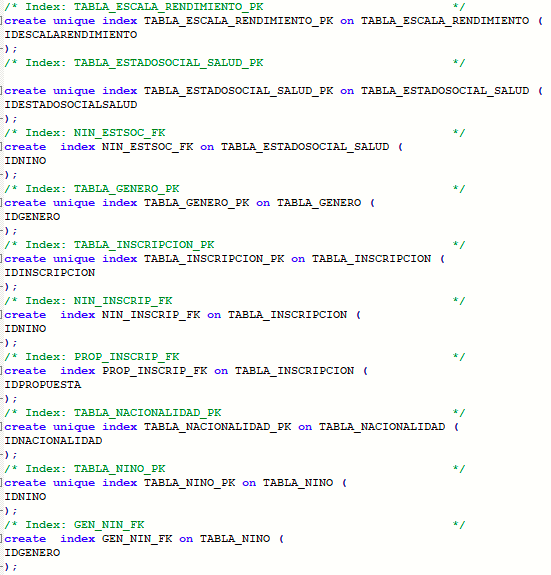 /* Index: TABLA_ESCALA_RENDIMIENTO_PK */
create unique index TABLA_ESCALA_RENDIMIENTO_PK on TABLA_ESCALA_RENDIMIENTO (
IDESCALARENDIMIENTO
);
/* Index: TABLA_ESTADOSOCIAL_SALUD_PK */
create unique index TABLA_ESTADOSOCIAL_SALUD_PK on TABLA_ESTADOSOCIAL_SALUD (
IDESTADOSOCIALSALUD
);
/* Index: NIN_ESTSOC_FK */
create  index NIN_ESTSOC_FK on TABLA_ESTADOSOCIAL_SALUD (
IDNINO
);
/* Index: TABLA_GENERO_PK */
create unique index TABLA_GENERO_PK on TABLA_GENERO (
IDGENERO
);
/* Index: TABLA_INSCRIPCION_PK */
create unique index TABLA_INSCRIPCION_PK on TABLA_INSCRIPCION (
IDINSCRIPCION
);
/* Index: NIN_INSCRIP_FK */
create  index NIN_INSCRIP_FK on TABLA_INSCRIPCION (
IDNINO
);
/* Index: PROP_INSCRIP_FK */
create  index PROP_INSCRIP_FK on TABLA_INSCRIPCION (
IDPROPUESTA
);
/* Index: TABLA_NACIONALIDAD_PK */
create unique index TABLA_NACIONALIDAD_PK on TABLA_NACIONALIDAD (
IDNACIONALIDAD
);
/* Index: TABLA_NINO_PK */
create unique index TABLA_NINO_PK on TABLA_NINO (
IDNINO
);
/* Index: GEN_NIN_FK */
create  index GEN_NIN_FK on TABLA_NINO (
IDGENERO
);